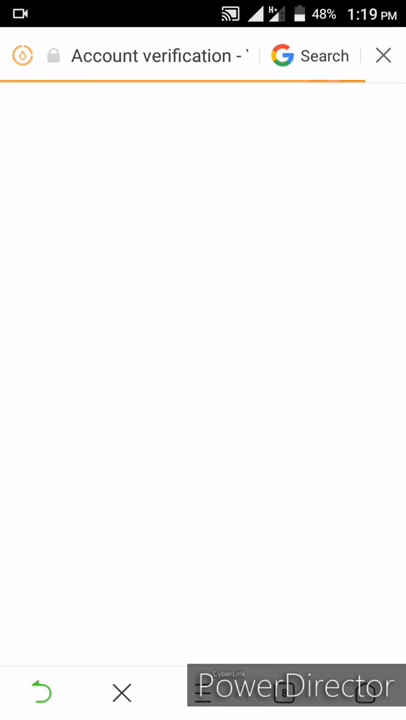 H+ 48% 1:19 PM
Account verification - Search
CyberLink
PowerDirector